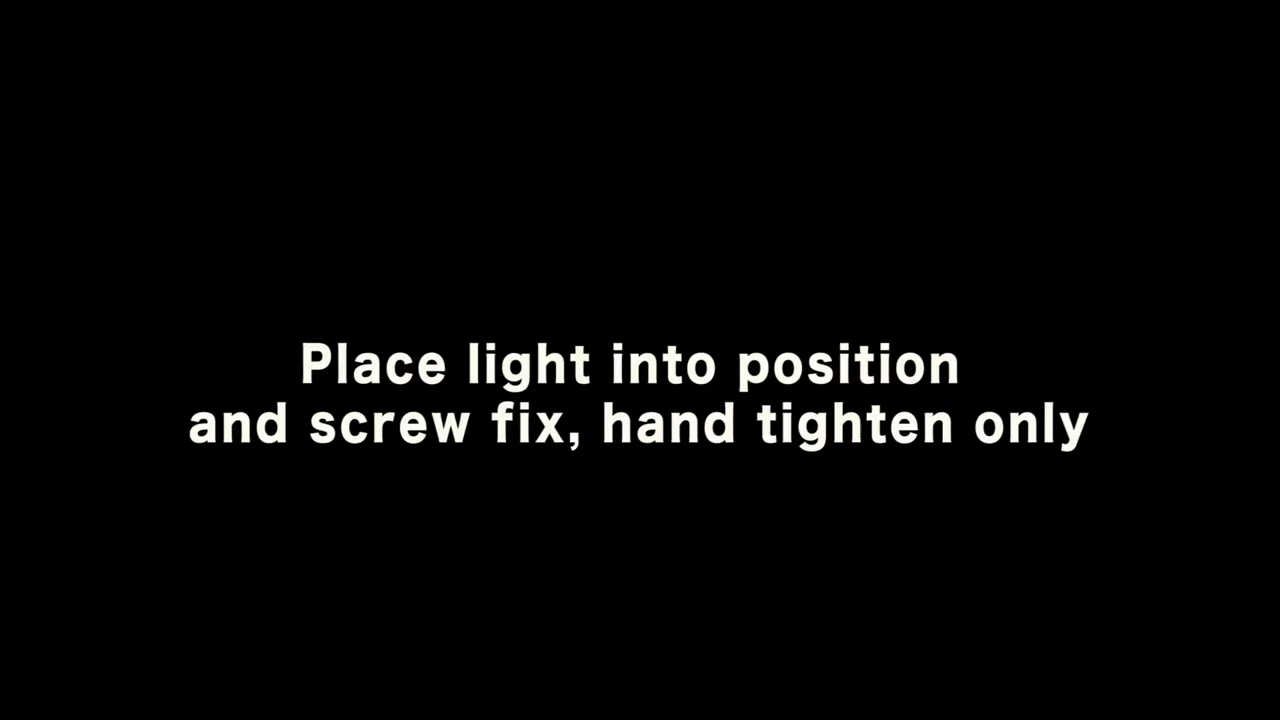 Place light into position
and screw fix, hand tighten only